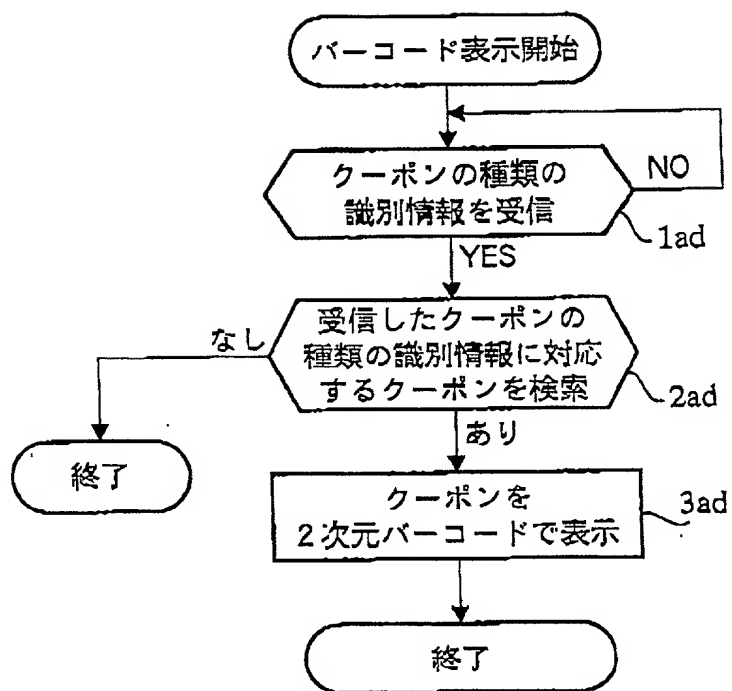 バーコード表示開始
クーポンの種類の
識別情報を受信
NO
1ad
YES
受信したクーポンの
種類の識別情報に対応
するクーポンを検索
なし
2ad
あり
終了
クーポンを
2次元バーコードで表示
3ad
終了